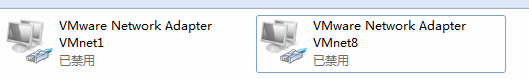 VMware Network Adapter
VMnet1
已禁用
VMware Network Adapter
VMnet8
已禁用